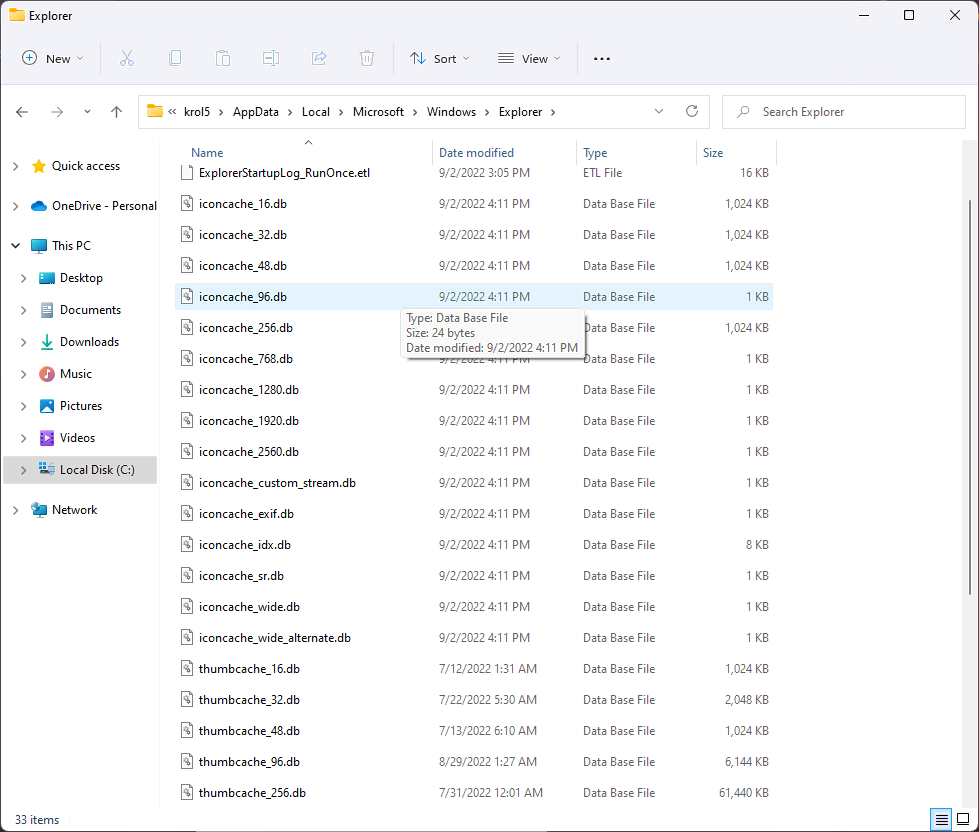 Explorer
New
Sort
View
« krol5 > AppData > Local > Microsoft > Windows > Explorer >
Search Explorer
Quick access
OneDrive - Personal
This PC
Desktop
Documents
Downloads
Music
Pictures
Videos
Local Disk (C:)
Network
Name Date modified Type Size
ExplorerStartupLog_RunOnce.etl 9/2/2022 3:05 PM ETL File 16 KB
iconcache_16.db 9/2/2022 4:11 PM Data Base File 1,024 KB
iconcache_32.db 9/2/2022 4:11 PM Data Base File 1,024 KB
iconcache_48.db 9/2/2022 4:11 PM Data Base File 1,024 KB
iconcache_96.db 9/2/2022 4:11 PM Data Base File 1 KB
Type: Data Base File
Size: 24 bytes
Date modified: 9/2/2022 4:11 PM
iconcache_256.db Data Base File 1,024 KB
iconcache_768.db 9/2/2022 4:11 PM Data Base File 1 KB
iconcache_1280.db 9/2/2022 4:11 PM Data Base File 1 KB
iconcache_1920.db 9/2/2022 4:11 PM Data Base File 1 KB
iconcache_2560.db 9/2/2022 4:11 PM Data Base File 1 KB
iconcache_custom_stream.db 9/2/2022 4:11 PM Data Base File 1 KB
iconcache_exif.db 9/2/2022 4:11 PM Data Base File 1 KB
iconcache_idx.db 9/2/2022 4:11 PM Data Base File 8 KB
iconcache_sr.db 9/2/2022 4:11 PM Data Base File 1 KB
iconcache_wide.db 9/2/2022 4:11 PM Data Base File 1 KB
iconcache_wide_alternate.db 9/2/2022 4:11 PM Data Base File 1 KB
thumbcache_16.db 7/12/2022 1:31 AM Data Base File 1,024 KB
thumbcache_32.db 7/22/2022 5:30 AM Data Base File 2,048 KB
thumbcache_48.db 7/13/2022 6:10 AM Data Base File 1,024 KB
thumbcache_96.db 8/29/2022 1:27 AM Data Base File 6,144 KB
thumbcache_256.db 7/31/2022 12:01 AM Data Base File 61,440 KB
33 items